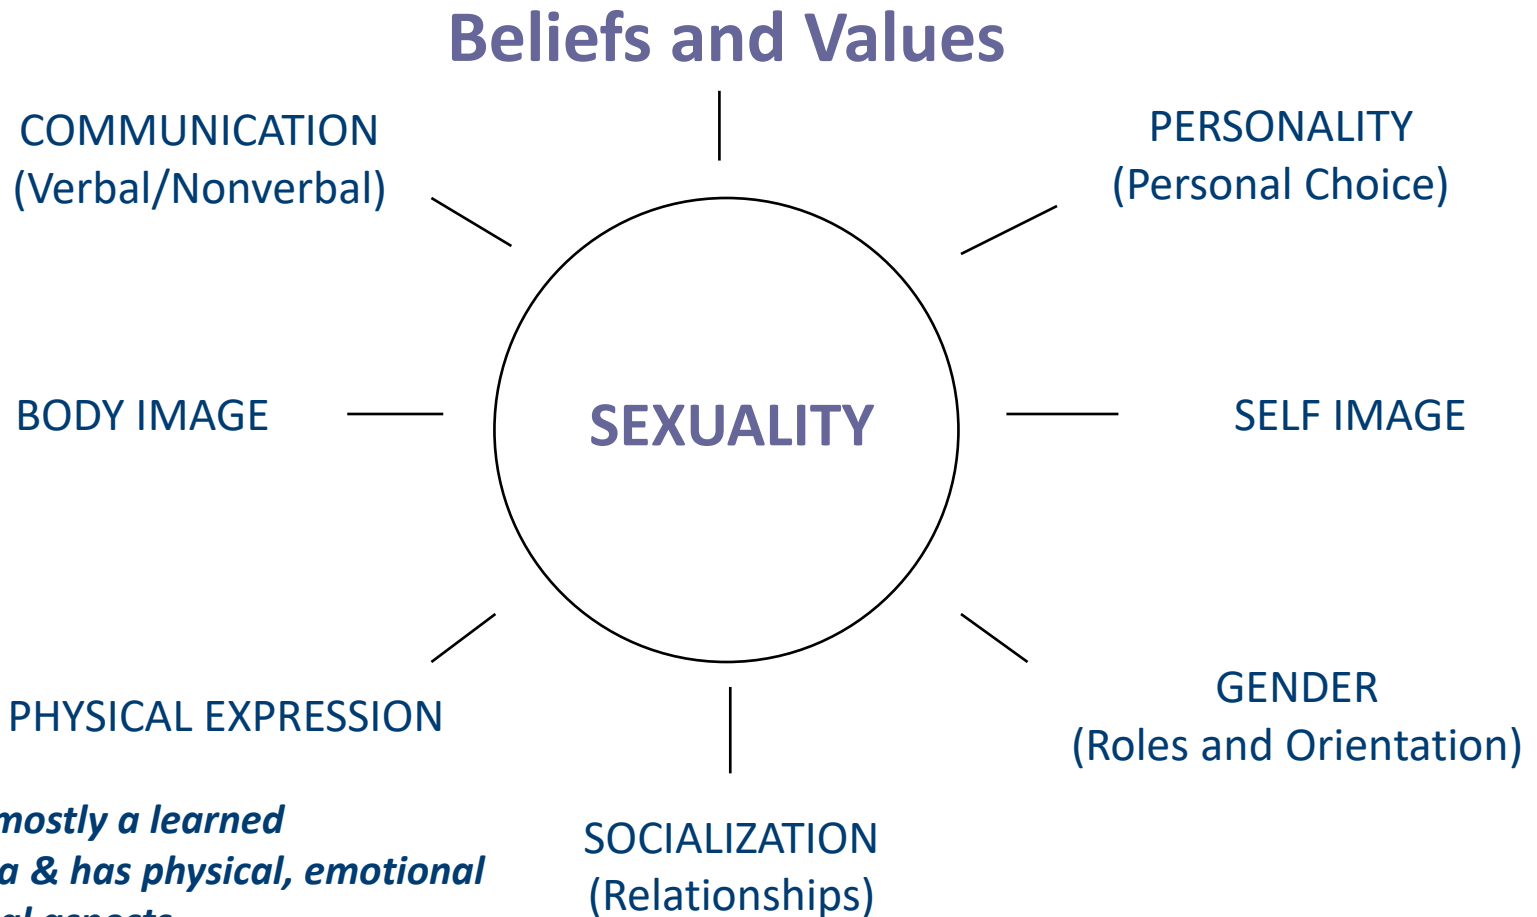 Beliefs and Values
COMMUNICATION
(Verbal/Nonverbal)
PERSONALITY
(Personal Choice)
BODY IMAGE
SEXUALITY
SELF IMAGE
PHYSICAL EXPRESSION
GENDER
(Roles and Orientation)
mostly a learned
a & has physical, emotional
aspects
SOCIALIZATION
(Relationships)